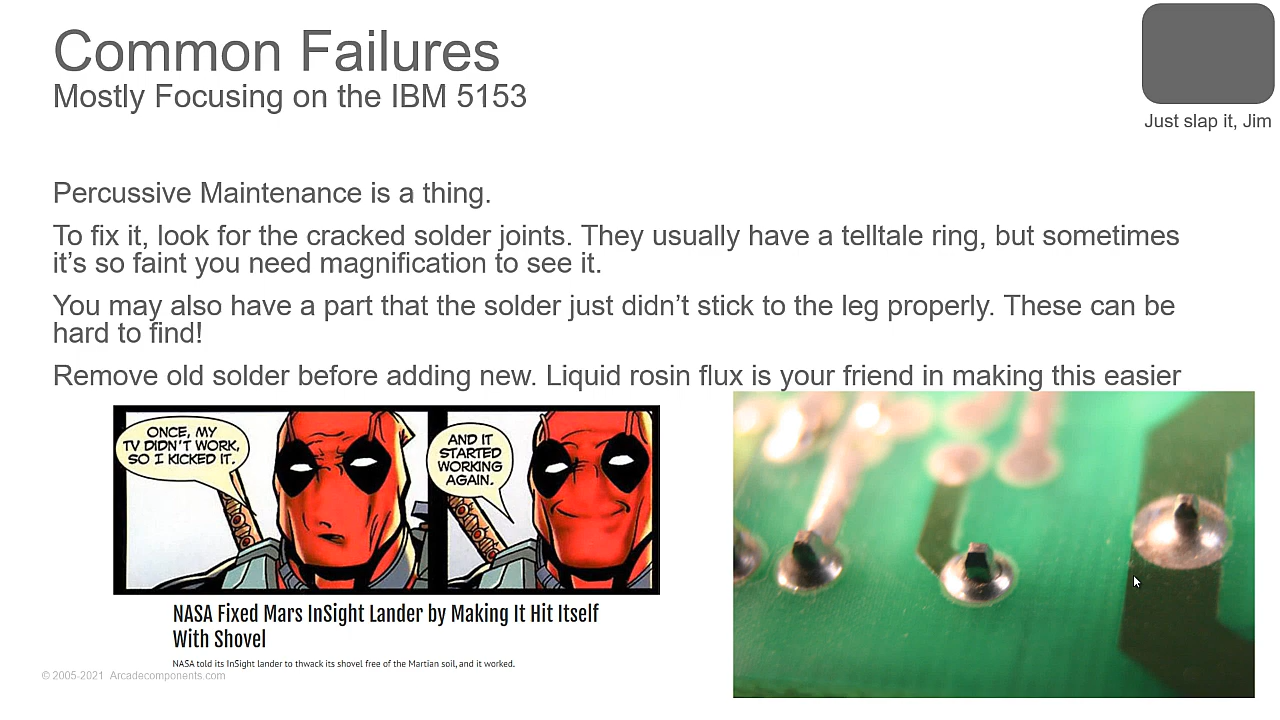 Common Failures
Mostly Focusing on the IBM 5153
Just slap it, Jim
Percussive Maintenance is a thing.
To fix it, look for the cracked solder joints. They usually have a telltale ring, but sometimes
it’s so faint you need magnification to see it.
You may also have a part that the solder just didn’t stick to the leg properly. These can be
hard to find!
Remove old solder before adding new. Liquid rosin flux is your friend in making this easier
ONCE, MY
TV DIDN'T WORK,
SO I KICKED IT.
AND IT
STARTED
WORKING
AGAIN.
NASA Fixed Mars InSight Lander by Making It Hit Itself
With Shovel
NASA told its InSight lander to thwack its shovel free of the Martian soil, and it worked.
© 2005-2021 Arcadecomponents.com